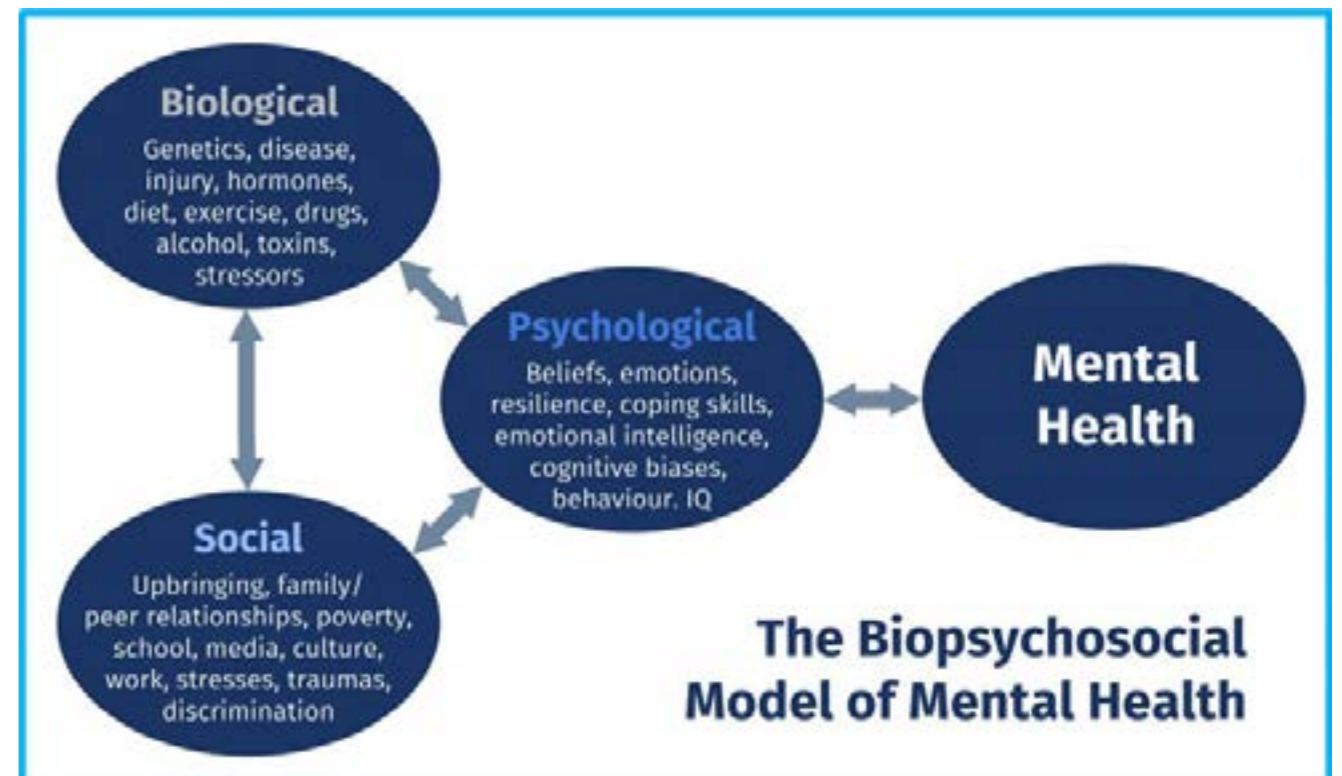 Biological
Genetics, disease,
injury, hormones,
diet, exercise, drugs,
alcohol, toxins,
stressors
Psychological
Beliefs, emotions,
resilience, coping skills,
emotional intelligence,
cognitive biases,
behaviour. IQ
Mental
Health
Social
Upbringing, family/
peer relationships, poverty,
school, media, culture,
work, stresses, traumas,
discrimination
The Biopsychosocial
Model of Mental Health